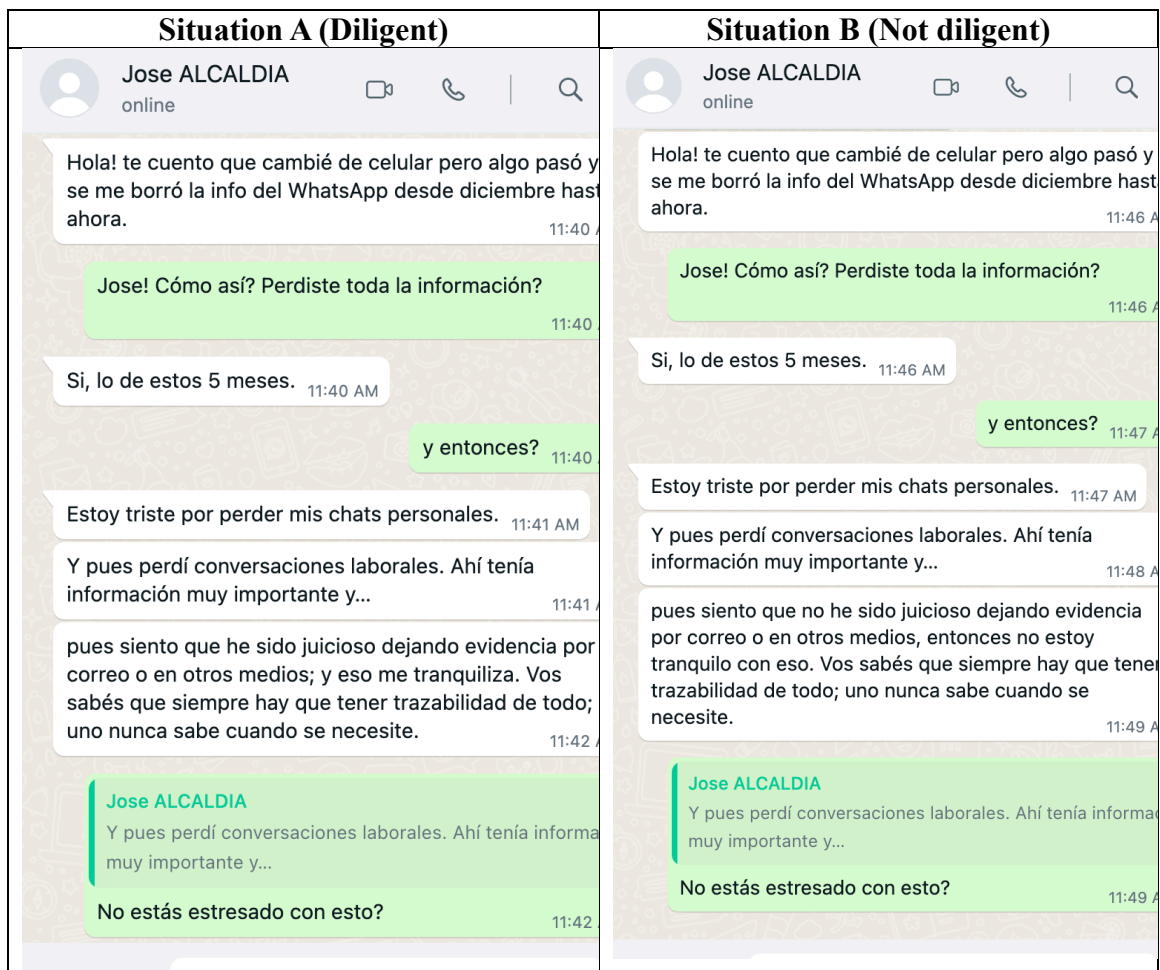 Situation A (Diligent)
Jose ALCALDIA
online
Hola! te cuento que cambié de celular pero algo pasó y
se me borró la info del WhatsApp desde diciembre hast
ahora.
11:40 A
Jose! Cómo así? Perdiste toda la información?
11:40
Si, lo de estos 5 meses. 11:40 AM
y entonces? 11:40
Estoy triste por perder mis chats personales. 11:41 AM
Y pues perdí conversaciones laborales. Ahí tenía
información muy importante y...
11:41
pues siento que he sido juicioso dejando evidencia por
correo o en otros medios; y eso me tranquiliza. Vos
sabés que siempre hay que tener trazabilidad de todo;
uno nunca sabe cuando se necesite.
11:42
Jose ALCALDIA
Y pues perdí conversaciones laborales. Ahí tenía informa
muy importante y...
No estás estresado con esto?
11:42
Situation B (Not diligent)
Jose ALCALDIA
online
Hola! te cuento que cambié de celular pero algo pasó y
se me borró la info del WhatsApp desde diciembre hast
ahora.
11:46 A
Jose! Cómo así? Perdiste toda la información?
11:46 A
Si, lo de estos 5 meses. 11:46 AM
y entonces? 11:47 A
Estoy triste por perder mis chats personales. 11:47 AM
Y pues perdí conversaciones laborales. Ahí tenía
información muy importante y...
11:48 A
pues siento que no he sido juicioso dejando evidencia
por correo o en otros medios, entonces no estoy
tranquilo con eso. Vos sabés que siempre hay que tener
trazabilidad de todo; uno nunca sabe cuando se
necesite.
11:49 A
Jose ALCALDIA
Y pues perdí conversaciones laborales. Ahí tenía informac
muy importante y...
No estás estresado con esto?
11:49 A